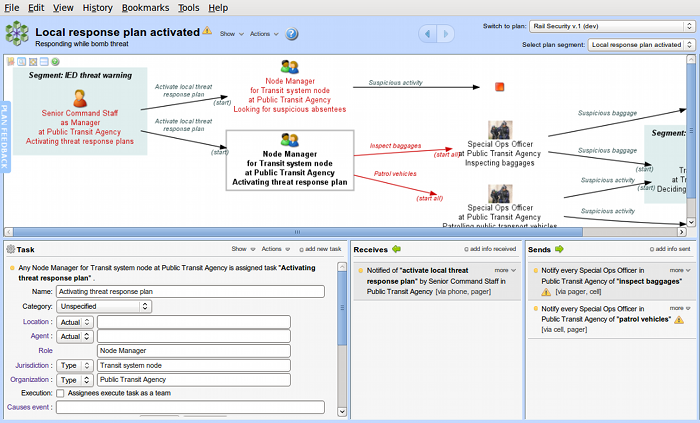 File Edit View History Bookmarks Tools Help
Local response plan activated
Responding while bomb threat
Show Actions
Switch to plan: Rail Security v.1 (dev)
Select plan segment: Local response plan activated
PLAN FEEDBACK
Segment: IED threat warning
Senior Command Staff
as Manager
at Public Transit Agency
Activating threat response plans
Activate local threat
response plan
(start)
Activate local threat
response plan
(start)
Node Manager
for Transit system node
at Public Transit Agency
Looking for suspicious absentees
Suspicious activity
Node Manager
for Transit system node
at Public Transit Agency
Activating threat response plan
Inspect baggages
(start all)
Patrol vehicles
(start all)
Special Ops Officer
at Public Transit Agency
Inspecting baggages
Special Ops Officer
at Public Transit Agency
Patrolling public transport vehicles
Suspicious baggage
Suspicious baggage
(start)
Suspicious activity
(start)
Suspicious activity
Segment:
Tr
at Tr
Deciding
Task
Show Actions add new task
Any Node Manager for Transit system node at Public Transit Agency is assigned task "Activating
threat response plan" .
Name: Activating threat response plan
Category: Unspecified
Location : Actual
Agent : Actual
Role Node Manager
Jurisdiction : Type Transit system node
Organization : Type Public Transit Agency
Execution: Assignees execute task as a team
Causes event :
Receives add info received
Notified of "activate local threat more
response plan" by Senior Command Staff in
Public Transit Agency [via phone, pager]
Sends add info sent
Notify every Special Ops Officer in more
Public Transit Agency of "inspect baggages"
[via pager, cell]
Notify every Special Ops Officer in more
Public Transit Agency of "patrol vehicles"
[via cell, pager]